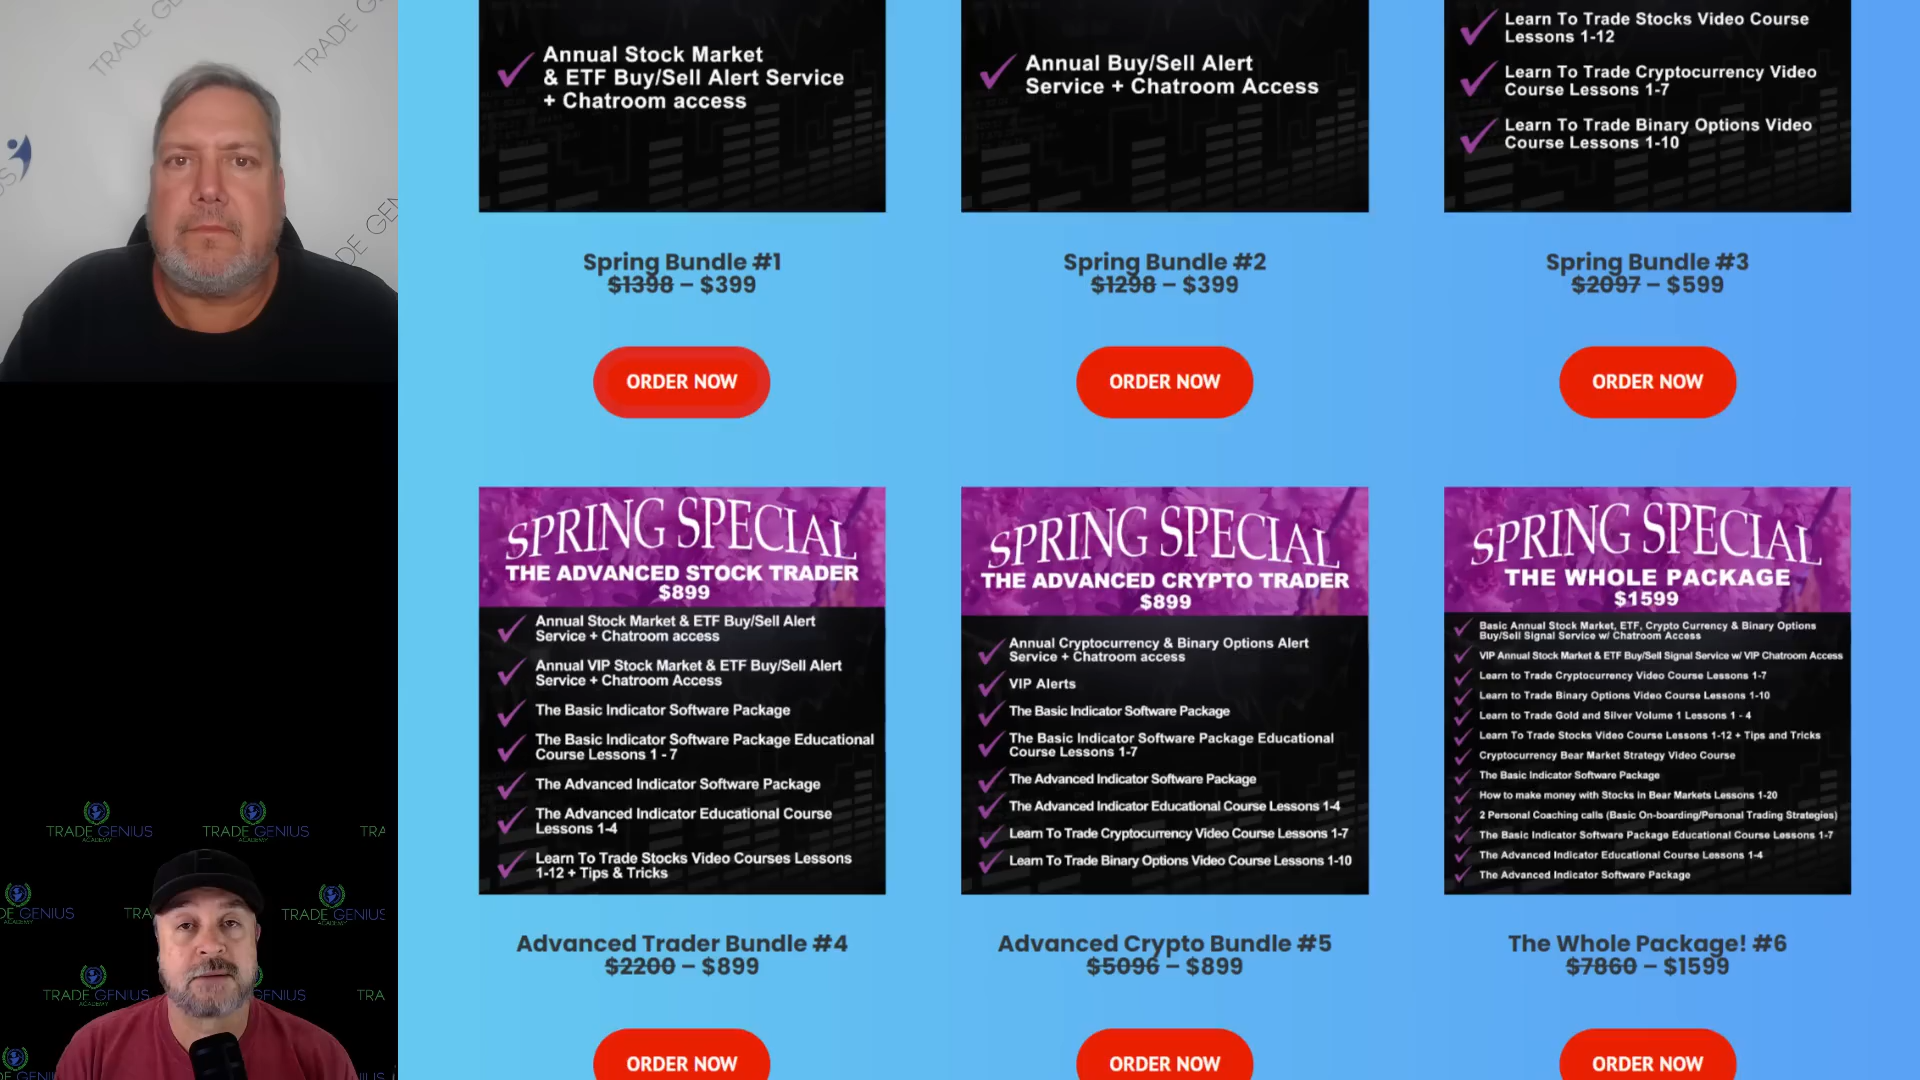 TRADE GENIUS
TRADE GE
DE GEN
Annual Stock Market
& ETF Buy/Sell Alert Service
+ Chatroom access
Annual Buy/Sell Alert
Service + Chatroom Access
Learn To Trade Stocks Video Course
Lessons 1-12
Learn To Trade Cryptocurrency Video
Course Lessons 1-7
Learn To Trade Binary Options Video
Course Lessons 1-10
Spring Bundle #1
$1398 – $399
ORDER NOW
Spring Bundle #2
$1298 – $399
ORDER NOW
Spring Bundle #3
$2097 – $599
ORDER NOW
SPRING SPECIAL
THE ADVANCED STOCK TRADER
$899
Annual Stock Market & ETF Buy/Sell Alert
Service + Chatroom access
Annual VIP Stock Market & ETF Buy/Sell Alert
Service + Chatroom Access
The Basic Indicator Software Package
The Basic Indicator Software Package Educational
Course Lessons 1 - 7
The Advanced Indicator Software Package
The Advanced Indicator Educational Course
Lessons 1-4
Learn To Trade Stocks Video Courses Lessons
1-12 + Tips & Tricks
Advanced Trader Bundle #4
$2200 – $899
ORDER NOW
SPRING SPECIAL
THE ADVANCED CRYPTO TRADER
$899
Annual Cryptocurrency & Binary Options Alert
Service + Chatroom access
VIP Alerts
The Basic Indicator Software Package
The Basic Indicator Software Package Educational
Course Lessons 1-7
The Advanced Indicator Software Package
The Advanced Indicator Educational Course Lessons 1-4
Learn To Trade Cryptocurrency Video Course Lessons 1-7
Learn To Trade Binary Options Video Course Lessons 1-10
Advanced Crypto Bundle #5
$5096 – $899
ORDER NOW
SPRING SPECIAL
THE WHOLE PACKAGE
$1599
Basic Annual Stock Market, ETF, Crypto Currency & Binary Options
Buy/Sell Signal Service w/ Chatroom Access
VIP Annual Stock Market & ETF Buy/Sell Signal Service w/ VIP Chatroom Access
Learn to Trade Cryptocurrency Video Course Lessons 1-7
Learn to Trade Binary Options Video Course Lessons 1-10
Learn to Trade Gold and Silver Volume 1 Lessons 1 - 4
Learn To Trade Stocks Video Course Lessons 1-12 + Tips and Tricks
Cryptocurrency Bear Market Strategy Video Course
The Basic Indicator Software Package
How to make money with Stocks in Bear Markets Lessons 1-20
2 Personal Coaching calls (Basic On-boarding/Personal Trading Strategies)
The Basic Indicator Software Package Educational Course Lessons 1-7
The Advanced Indicator Educational Course Lessons 1-4
The Advanced Indicator Software Package
The Whole Package! #6
$7860 – $1599
ORDER NOW
TRADE GENIUS
ACADEMY
TRADE GENIUS
ACADEMY
TRA
DE GENIUS
ACADEMY
TRA
TRADE GENIUS
ACADEMY
TRADE GENIUS
ACADEMY
GENIUS
TRA